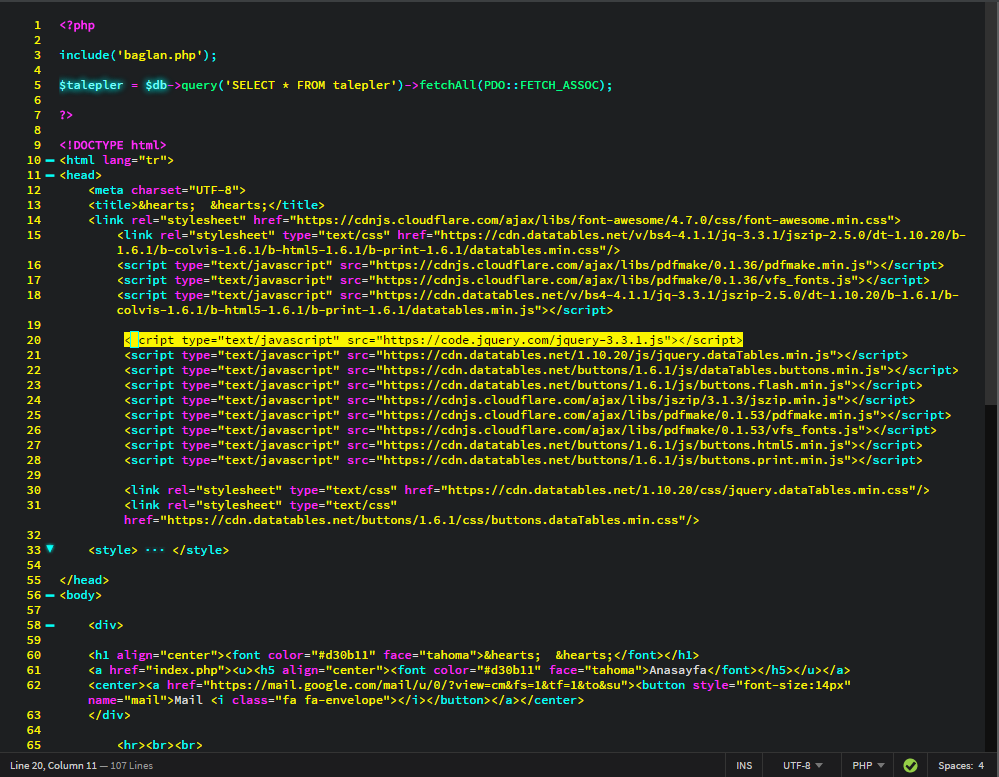 1 <?php
2
3 include('baglan.php');
4
5 $talepler = $db->query('SELECT * FROM talepler')->fetchAll(PDO::FETCH_ASSOC);
6
7 ?>
8
9 <!DOCTYPE html>
10 <html lang="tr">
11 <head>
12 <meta charset="UTF-8">
13 <title>&hearts;  &hearts;</title>
14 <link rel="stylesheet" href="https://cdnjs.cloudflare.com/ajax/libs/font-awesome/4.7.0/css/font-awesome.min.css">
15 <link rel="stylesheet" type="text/css" href="https://cdn.datatables.net/v/bs4-4.1.1/jq-3.3.1/jszip-2.5.0/dt-1.10.20/b-
1.6.1/b-colvis-1.6.1/b-html5-1.6.1/b-print-1.6.1/datatables.min.css"/>
16 <script type="text/javascript" src="https://cdnjs.cloudflare.com/ajax/libs/pdfmake/0.1.36/pdfmake.min.js"></script>
17 <script type="text/javascript" src="https://cdnjs.cloudflare.com/ajax/libs/pdfmake/0.1.36/vfs_fonts.js"></script>
18 <script type="text/javascript" src="https://cdn.datatables.net/v/bs4-4.1.1/jq-3.3.1/jszip-2.5.0/dt-1.10.20/b-1.6.1/b-
colvis-1.6.1/b-html5-1.6.1/b-print-1.6.1/datatables.min.js"></script>
19
20 <script type="text/javascript" src="https://code.jquery.com/jquery-3.3.1.js"></script>
21 <script type="text/javascript" src="https://cdn.datatables.net/1.10.20/js/jquery.dataTables.min.js"></script>
22 <script type="text/javascript" src="https://cdn.datatables.net/buttons/1.6.1/js/dataTables.buttons.min.js"></script>
23 <script type="text/javascript" src="https://cdn.datatables.net/buttons/1.6.1/js/buttons.flash.min.js"></script>
24 <script type="text/javascript" src="https://cdnjs.cloudflare.com/ajax/libs/jszip/3.1.3/jszip.min.js"></script>
25 <script type="text/javascript" src="https://cdnjs.cloudflare.com/ajax/libs/pdfmake/0.1.53/pdfmake.min.js"></script>
26 <script type="text/javascript" src="https://cdnjs.cloudflare.com/ajax/libs/pdfmake/0.1.53/vfs_fonts.js"></script>
27 <script type="text/javascript" src="https://cdn.datatables.net/buttons/1.6.1/js/buttons.html5.min.js"></script>
28 <script type="text/javascript" src="https://cdn.datatables.net/buttons/1.6.1/js/buttons.print.min.js"></script>
29
30 <link rel="stylesheet" type="text/css" href="https://cdn.datatables.net/1.10.20/css/jquery.dataTables.min.css"/>
31 <link rel="stylesheet" type="text/css"
href="https://cdn.datatables.net/buttons/1.6.1/css/buttons.dataTables.min.css"/>
32
33 <style> ··· </style>
54
55 </head>
56 <body>
57
58 <div>
59
60 <h1 align="center"><font color="#d30b11" face="tahoma">&hearts;  &hearts;</font></h1>
61 <a href="index.php"><u><h5 align="center"><font color="#d30b11" face="tahoma">Anasayfa</font></h5></u></a>
62 <center><a href="https://mail.google.com/mail/u/0/?view=cm&fs=1&tf=1&to&su"><button style="font-size:14px"
name="mail">Mail <i class="fa fa-envelope"></i></button></a></center>
63 </div>
64
65 <hr><br><br>
Line 20, Column 11 — 107 Lines INS UTF-8 PHP Spaces: 4